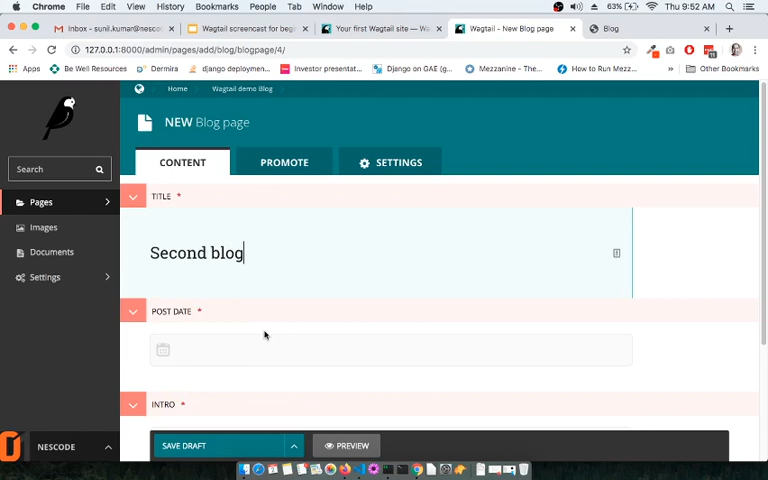 Chrome File Edit View History Bookmarks People Tab Window Help 63% Thu 9:52 AM
Inbox - sunil.kumar@nescod Wagtail screencast for begin Your first Wagtail site — Wa Wagtail - New Blog page Blog
127.0.0.1:8000/admin/pages/add/blog/blogpage/4/
Apps Be Well Resources Dermira django deploymen... Investor presentat... Django on GAE (g... Mezzanine - The... How to Run Mezz... » Other Bookmarks
Home Wagtail demo Blog
NEW Blog page
CONTENT PROMOTE SETTINGS
Search
TITLE *
Pages
Images
Second blog
Documents
Settings
POST DATE *
INTRO *
NESCODE
SAVE DRAFT PREVIEW